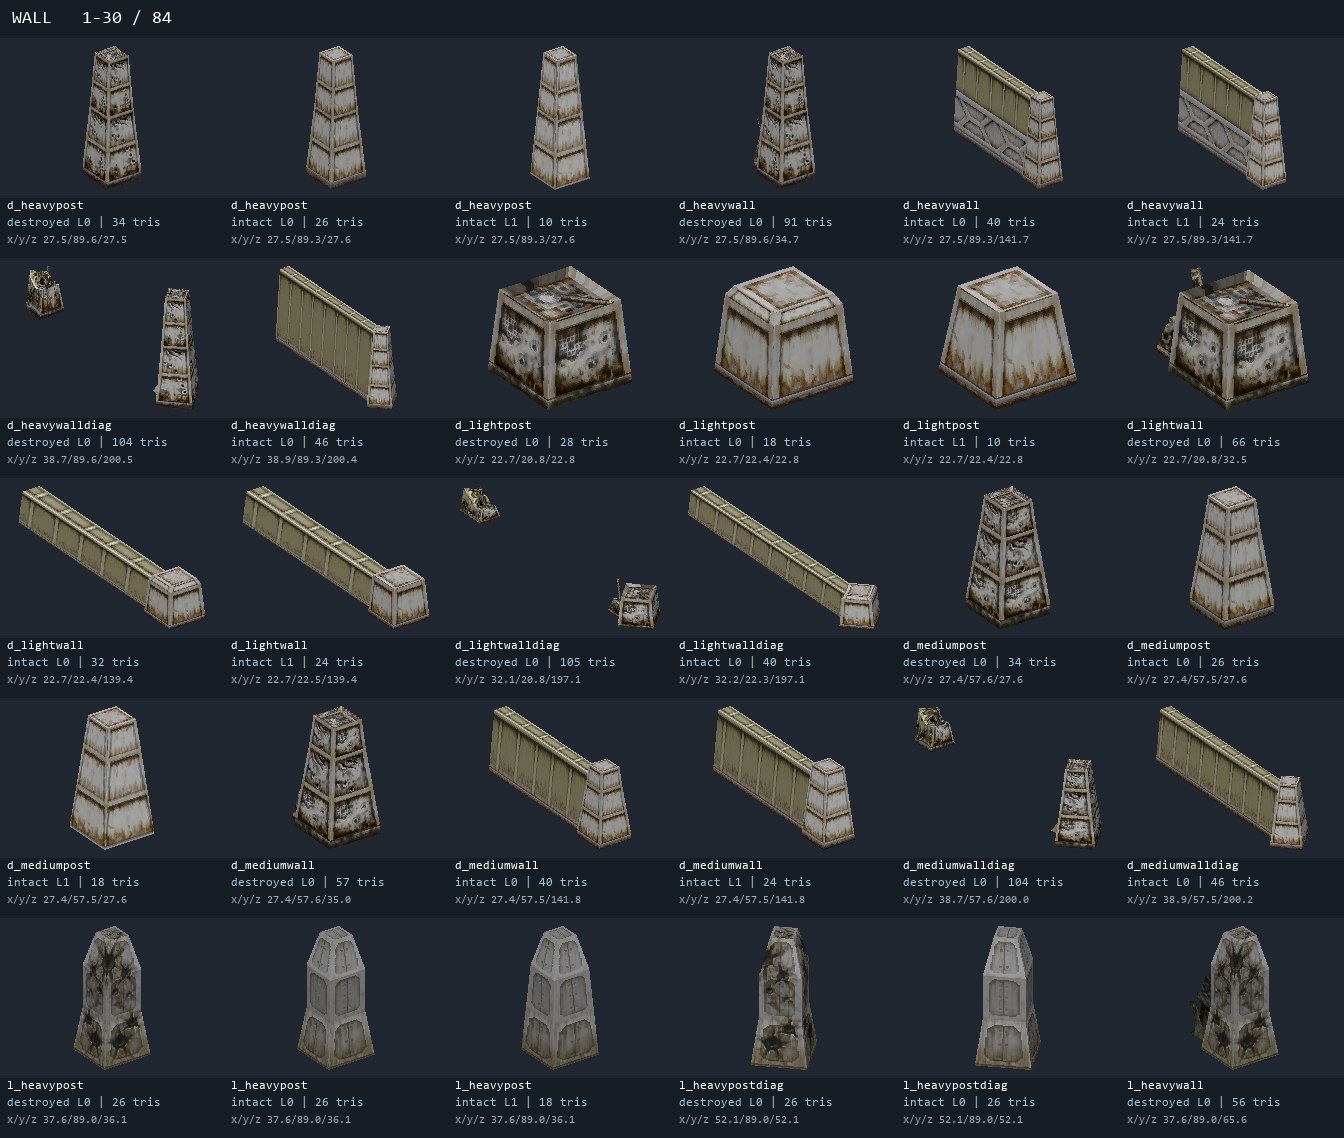 WALL 1-30 / 84
d_heavypost d_heavypost d_heavypost d_heavywall d_heavywall d_heavywall
destroyed L0 | 34 tris intact L0 | 26 tris intact L1 | 10 tris destroyed L0 | 91 tris intact L0 | 40 tris intact L1 | 24 tris
x/y/z 27.5/89.6/27.5 x/y/z 27.5/89.3/27.6 x/y/z 27.5/89.3/27.6 x/y/z 27.5/89.6/34.7 x/y/z 27.5/89.3/141.7 x/y/z 27.5/89.3/141.7
d_heavywalldiag d_heavywalldiag d_lightpost d_lightpost d_lightpost d_lightwall
destroyed L0 | 104 tris intact L0 | 46 tris destroyed L0 | 28 tris intact L0 | 18 tris intact L1 | 10 tris destroyed L0 | 66 tris
x/y/z 38.7/89.6/200.5 x/y/z 38.9/89.3/200.4 x/y/z 22.7/20.8/22.8 x/y/z 22.7/22.4/22.8 x/y/z 22.7/22.4/22.8 x/y/z 22.7/20.8/32.5
d_lightwall d_lightwall d_lightwalldiag d_lightwalldiag d_mediumpost d_mediumpost
intact L0 | 32 tris intact L1 | 24 tris destroyed L0 | 105 tris intact L0 | 40 tris destroyed L0 | 34 tris intact L0 | 26 tris
x/y/z 22.7/22.4/139.4 x/y/z 22.7/22.5/139.4 x/y/z 32.1/20.8/197.1 x/y/z 32.2/22.3/197.1 x/y/z 27.4/57.6/27.6 x/y/z 27.4/57.5/27.6
d_mediumpost d_mediumwall d_mediumwall d_mediumwall d_mediumwalldiag d_mediumwalldiag
intact L1 | 18 tris destroyed L0 | 57 tris intact L0 | 40 tris intact L1 | 24 tris destroyed L0 | 104 tris intact L0 | 46 tris
x/y/z 27.4/57.5/27.6 x/y/z 27.4/57.6/35.0 x/y/z 27.4/57.5/141.8 x/y/z 27.4/57.5/141.8 x/y/z 38.7/57.6/200.0 x/y/z 38.9/57.5/200.2
l_heavypost l_heavypost l_heavypost l_heavypostdiag l_heavypostdiag l_heavywall
destroyed L0 | 26 tris intact L0 | 26 tris intact L1 | 18 tris destroyed L0 | 26 tris intact L0 | 26 tris destroyed L0 | 56 tris
x/y/z 37.6/89.0/36.1 x/y/z 37.6/89.0/36.1 x/y/z 37.6/89.0/36.1 x/y/z 52.1/89.0/52.1 x/y/z 52.1/89.0/52.1 x/y/z 37.6/89.0/65.6